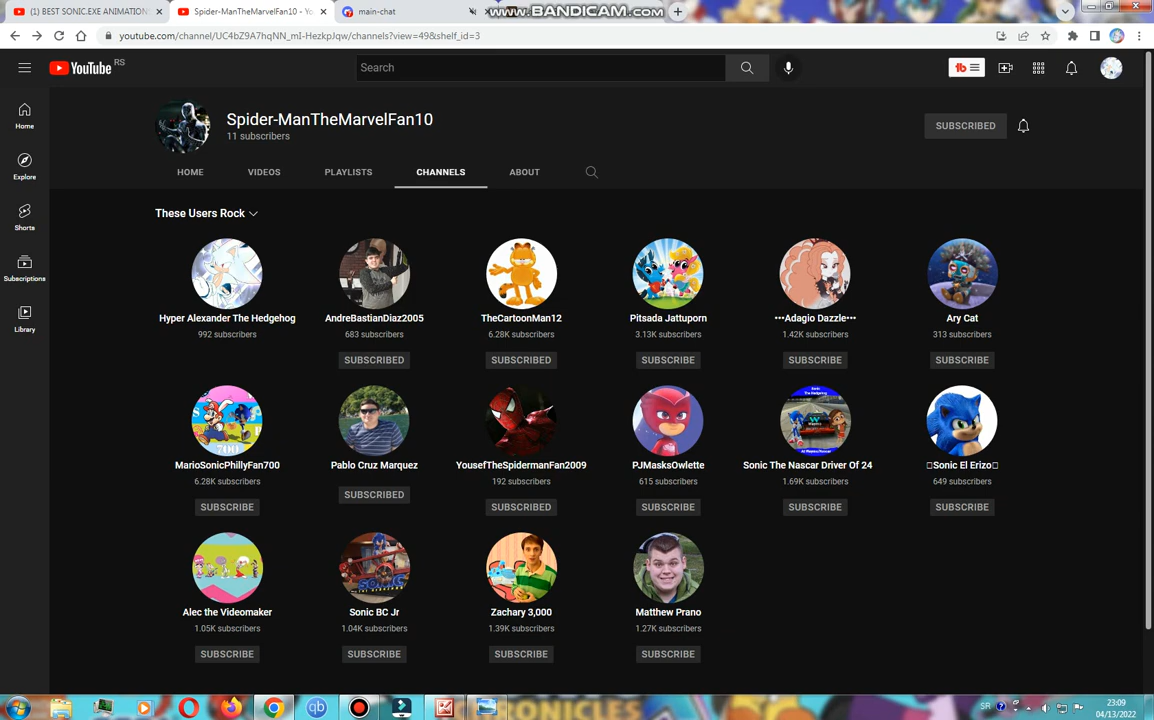 (1) BEST SONIC.EXE ANIMATION
Spider-ManTheMarvelFan10 - Yo
main-chat
www.BANDICAM.com
youtube.com/channel/UC4bZ9A7hqNN_mI-HezkpJqw/channels?view=49&shelf_id=3
YouTube RS
Search
tb
Home
Explore
Shorts
Subscriptions
Library
Spider-ManTheMarvelFan10
11 subscribers
SUBSCRIBED
HOME VIDEOS PLAYLISTS CHANNELS ABOUT
These Users Rock
Hyper Alexander The Hedgehog AndreBastianDiaz2005 TheCartoonMan12 Pitsada Jattuporn •••Adagio Dazzle••• Ary Cat
992 subscribers 683 subscribers 6.28K subscribers 3.13K subscribers 1.42K subscribers 313 subscribers
SUBSCRIBED SUBSCRIBED SUBSCRIBE SUBSCRIBE SUBSCRIBE
MarioSonicPhillyFan700 Pablo Cruz Marquez YousefTheSpidermanFan2009 PJMasksOwlette Sonic The Nascar Driver Of 24 Sonic El Erizo
6.28K subscribers 192 subscribers 615 subscribers 1.69K subscribers 649 subscribers
SUBSCRIBE SUBSCRIBED SUBSCRIBED SUBSCRIBE SUBSCRIBE SUBSCRIBE
Alec the Videomaker Sonic BC Jr Zachary 3,000 Matthew Prano
1.05K subscribers 1.04K subscribers 1.39K subscribers 1.27K subscribers
SUBSCRIBE SUBSCRIBE SUBSCRIBE SUBSCRIBE
SR
23:09
04/13/2022